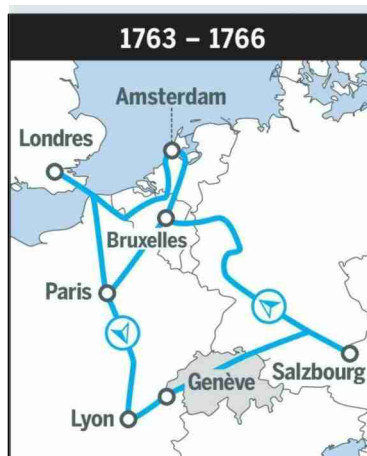 1763 – 1766
Amsterdam
Londres
Bruxelles
Paris
Genève
Salzbourg
Lyon